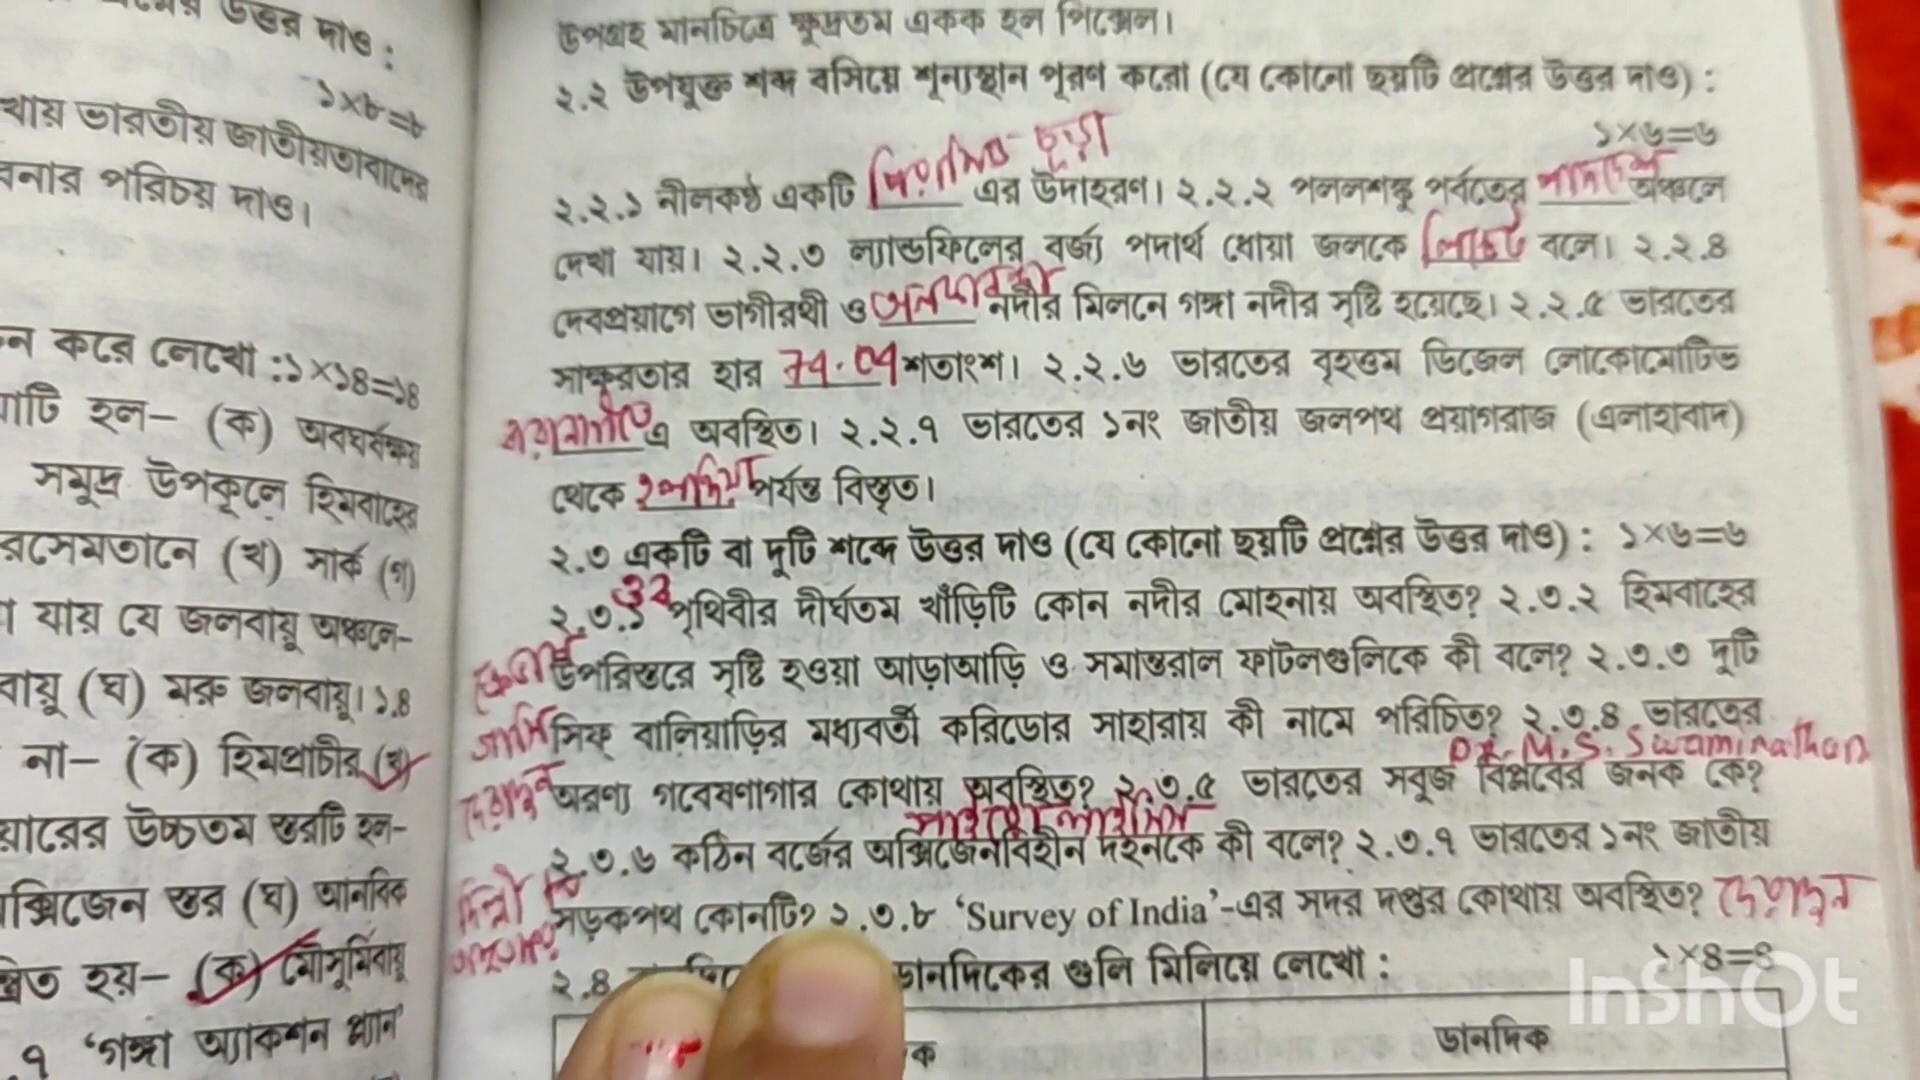 প্রশ্নের উত্তর দাও :
১×৮=৮
খায় ভারতীয় জাতীয়তাবাদের
বনার পরিচয় দাও।
ন করে লেখো :১×১৪=১৪
াটি হল– (ক) অবঘর্ষক্ষয়
সমুদ্র উপকূলে হিমবাহের
রসেমতানে (খ) সার্ক (গ)
া যায় যে জলবায়ু অঞ্চলে–
বায়ু (ঘ) মরু জলবায়ু। ১.৪
না– (ক) হিমপ্রাচীর (খ)
য়ারের উচ্চতম স্তরটি হল–
ক্সিজেন স্তর (ঘ) আনবিক
হয়– (ক) মৌসুমিবায়ু
.৭ ‘গঙ্গা অ্যাকশন প্ল্যান’
উপগ্রহ মানচিত্রে ক্ষুদ্রতম একক হল পিক্সেল।
২.২ উপযুক্ত শব্দ বসিয়ে শূন্যস্থান পূরণ করো (যে কোনো ছয়টি প্রশ্নের উত্তর দাও) :
১×৬=৬
২.২.১ নীলকণ্ঠ একটি পিরামিড চূড়া এর উদাহরণ। ২.২.২ পললশঙ্কু পর্বতের পাদদেশ অঞ্চলে
দেখা যায়। ২.২.৩ ল্যান্ডফিলের বর্জ্য পদার্থ ধোয়া জলকে লিচেট বলে। ২.২.৪
দেবপ্রয়াগে ভাগীরথী ও অলকানন্দা নদীর মিলনে গঙ্গা নদীর সৃষ্টি হয়েছে। ২.২.৫ ভারতের
সাক্ষরতার হার 74.04 শতাংশ। ২.২.৬ ভারতের বৃহত্তম ডিজেল লোকোমোটিভ
বারানসীতে এ অবস্থিত। ২.২.৭ ভারতের ১নং জাতীয় জলপথ প্রয়াগরাজ (এলাহাবাদ)
থেকে হলদিয়া পর্যন্ত বিস্তৃত।
২.৩ একটি বা দুটি শব্দে উত্তর দাও (যে কোনো ছয়টি প্রশ্নের উত্তর দাও) : ১×৬=৬
ওব
২.৩.১ পৃথিবীর দীর্ঘতম খাঁড়িটি কোন নদীর মোহনায় অবস্থিত? ২.৩.২ হিমবাহের
উপরিস্তরে সৃষ্টি হওয়া আড়াআড়ি ও সমান্তরাল ফাটলগুলিকে কী বলে? ২.৩.৩ দুটি
গাসি সিফ্ বালিয়াড়ির মধ্যবর্তী করিডোর সাহারায় কী নামে পরিচিত? ২.৩.৪ ভারতের
Dr. M.S. Swaminathan
দেরাদুন অরণ্য গবেষণাগার কোথায় অবস্থিত? ২.৩.৫ ভারতের সবুজ বিপ্লবের জনক কে?
পাইরোলাইসিস
২.৩.৬ কঠিন বর্জের অক্সিজেনবিহীন দহনকে কী বলে? ২.৩.৭ ভারতের ১নং জাতীয়
দিল্লী
সড়কপথ কোনটি? ২.৩.৮ ‘Survey of India’-এর সদর দপ্তর কোথায় অবস্থিত? দেরাদুন
২.৪ ডানদিকের গুলি মিলিয়ে লেখো : ১×৪=৪
ক ডানদিক
InShOt